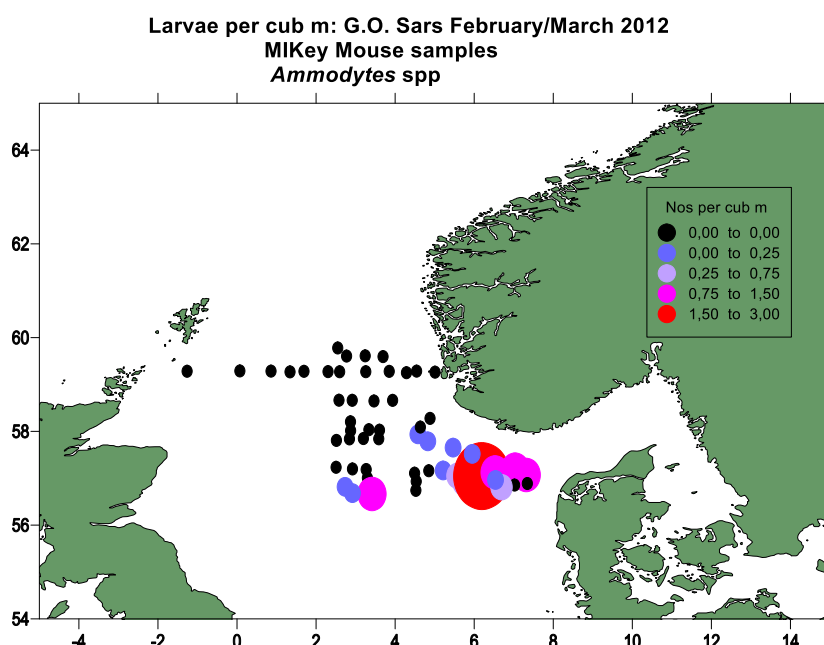 Larvae per cub m: G.O. Sars February/March 2012
MIKey Mouse samples
Ammodytes spp
64
62
60
58
56
54
-4 -2 0 2 4 6 8 10 12 14
Nos per cub m
0,00 to 0,00
0,00 to 0,25
0,25 to 0,75
0,75 to 1,50
1,50 to 3,00